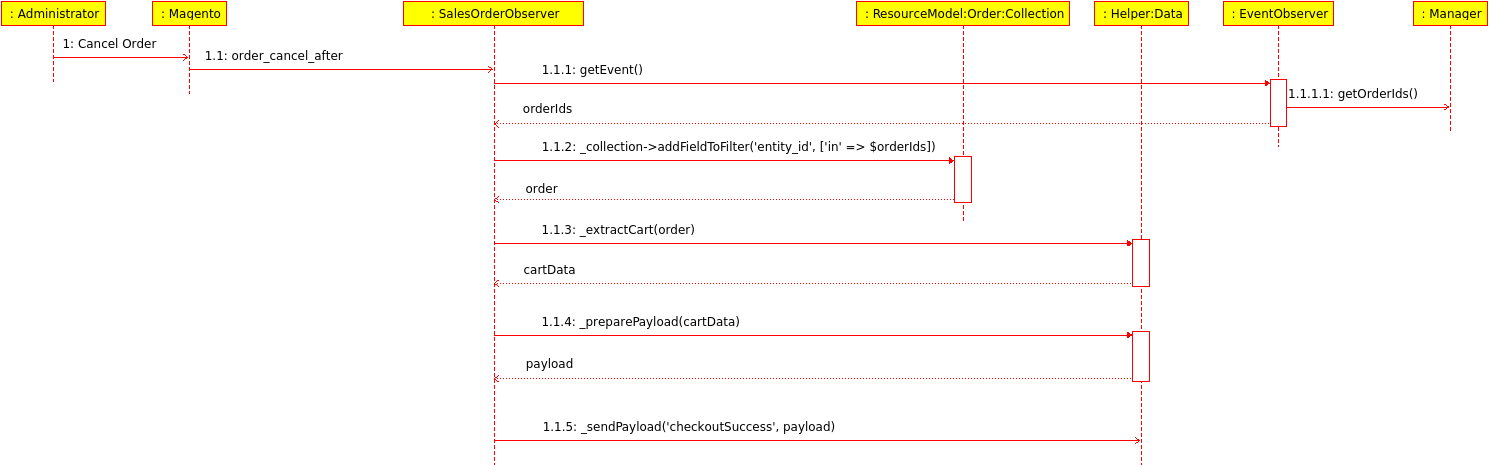 : Administrator
: Magento
: SalesOrderObserver
: ResourceModel:Order:Collection
: Helper:Data
: EventObserver
: Manager
1: Cancel Order
1.1: order_cancel_after
1.1.1: getEvent()
1.1.1.1: getOrderIds()
orderIds
1.1.2: _collection->addFieldToFilter('entity_id', ['in' => $orderIds])
order
1.1.3: _extractCart(order)
cartData
1.1.4: _preparePayload(cartData)
payload
1.1.5: _sendPayload('checkoutSuccess', payload)